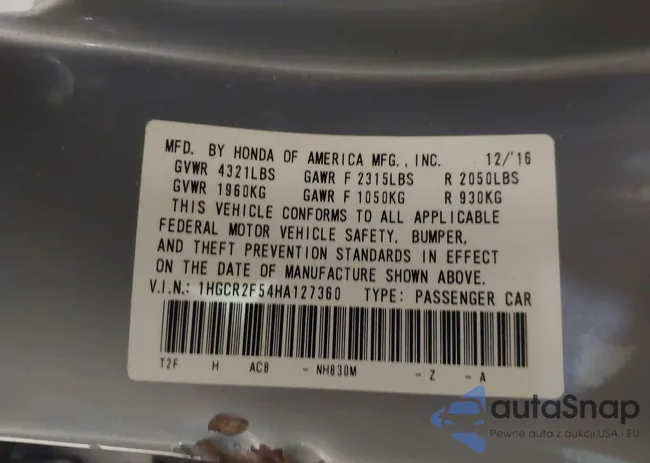 MFD. BY HONDA OF AMERICA MFG., INC. 12/'16
GVWR 4321LBS GAWR F 2315LBS R 2050LBS
GVWR 1960KG GAWR F 1050KG R 930KG
THIS VEHICLE CONFORMS TO ALL APPLICABLE
FEDERAL MOTOR VEHICLE SAFETY, BUMPER,
AND THEFT PREVENTION STANDARDS IN EFFECT
ON THE DATE OF MANUFACTURE SHOWN ABOVE.
V.I.N.: 1HGCR2F54HA127360 TYPE: PASSENGER CAR
T2F H ACB - NH830M - Z - A
autaSnap
Pewne auta z aukcji USA i EU